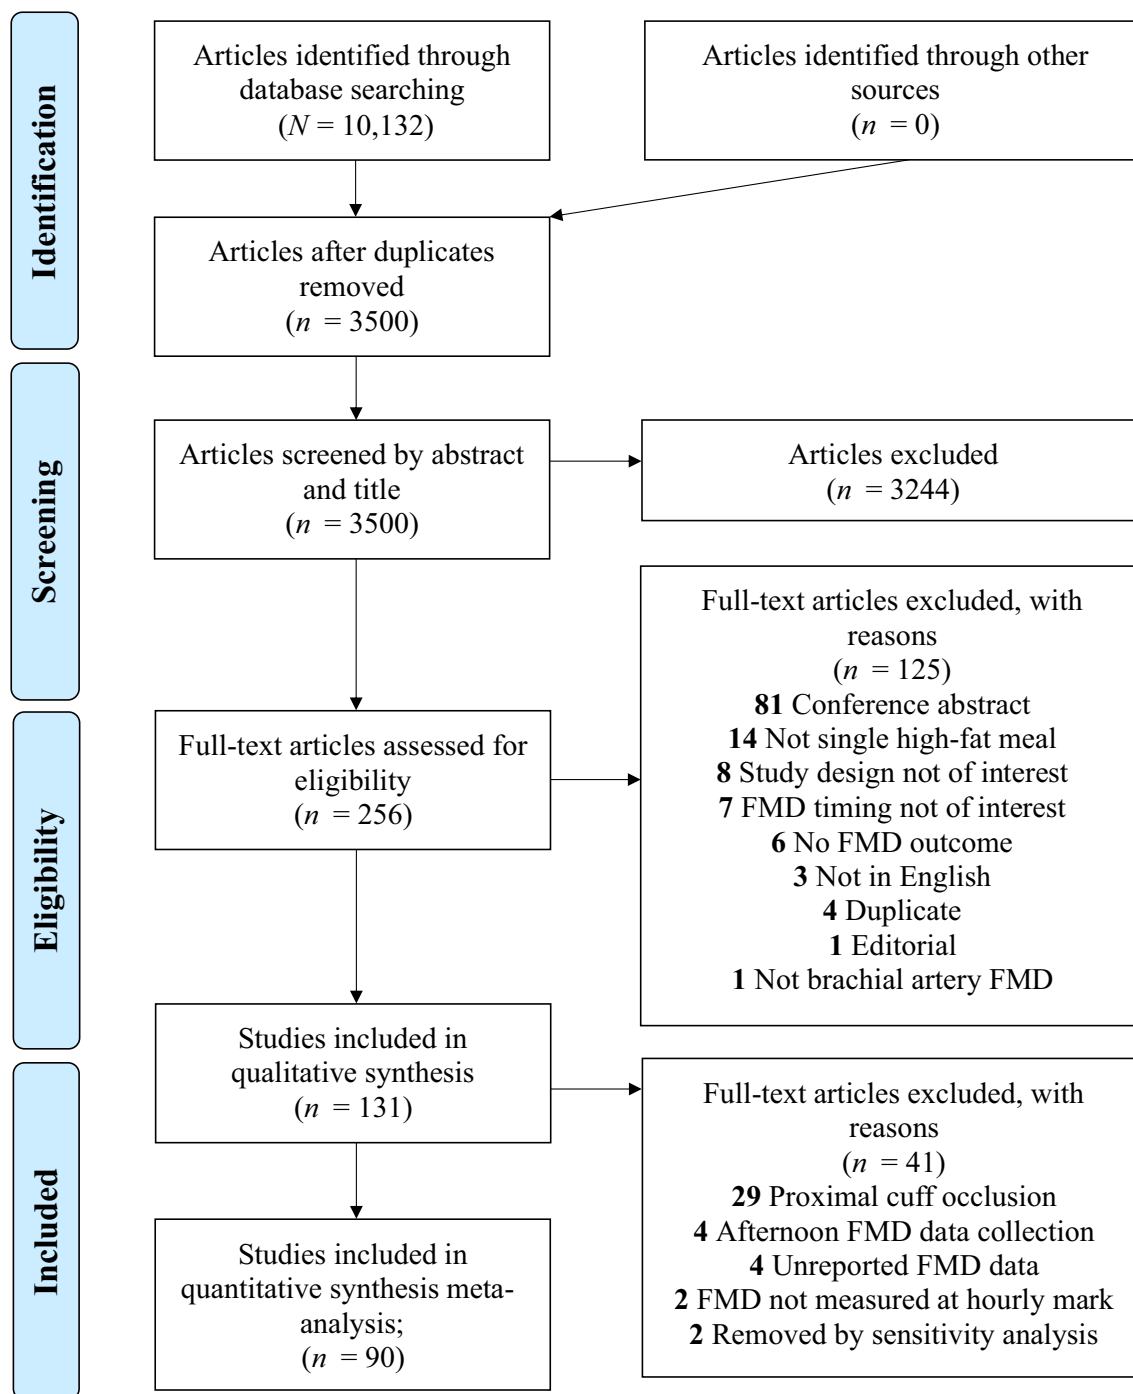 Identification
Articles identified through
database searching
(N = 10,132)
Articles identified through other
sources
(n = 0)
Articles after duplicates
removed
(n = 3500)
Screening
Articles screened by abstract
and title
(n = 3500)
Articles excluded
(n = 3244)
Eligibility
Full-text articles assessed for
eligibility
(n = 256)
Full-text articles excluded, with
reasons
(n = 125)
81 Conference abstract
14 Not single high-fat meal
8 Study design not of interest
7 FMD timing not of interest
6 No FMD outcome
3 Not in English
4 Duplicate
1 Editorial
1 Not brachial artery FMD
Studies included in
qualitative synthesis
(n = 131)
Included
Full-text articles excluded, with
reasons
(n = 41)
29 Proximal cuff occlusion
4 Afternoon FMD data collection
4 Unreported FMD data
2 FMD not measured at hourly mark
2 Removed by sensitivity analysis
Studies included in
quantitative synthesis meta-
analysis;
(n = 90)